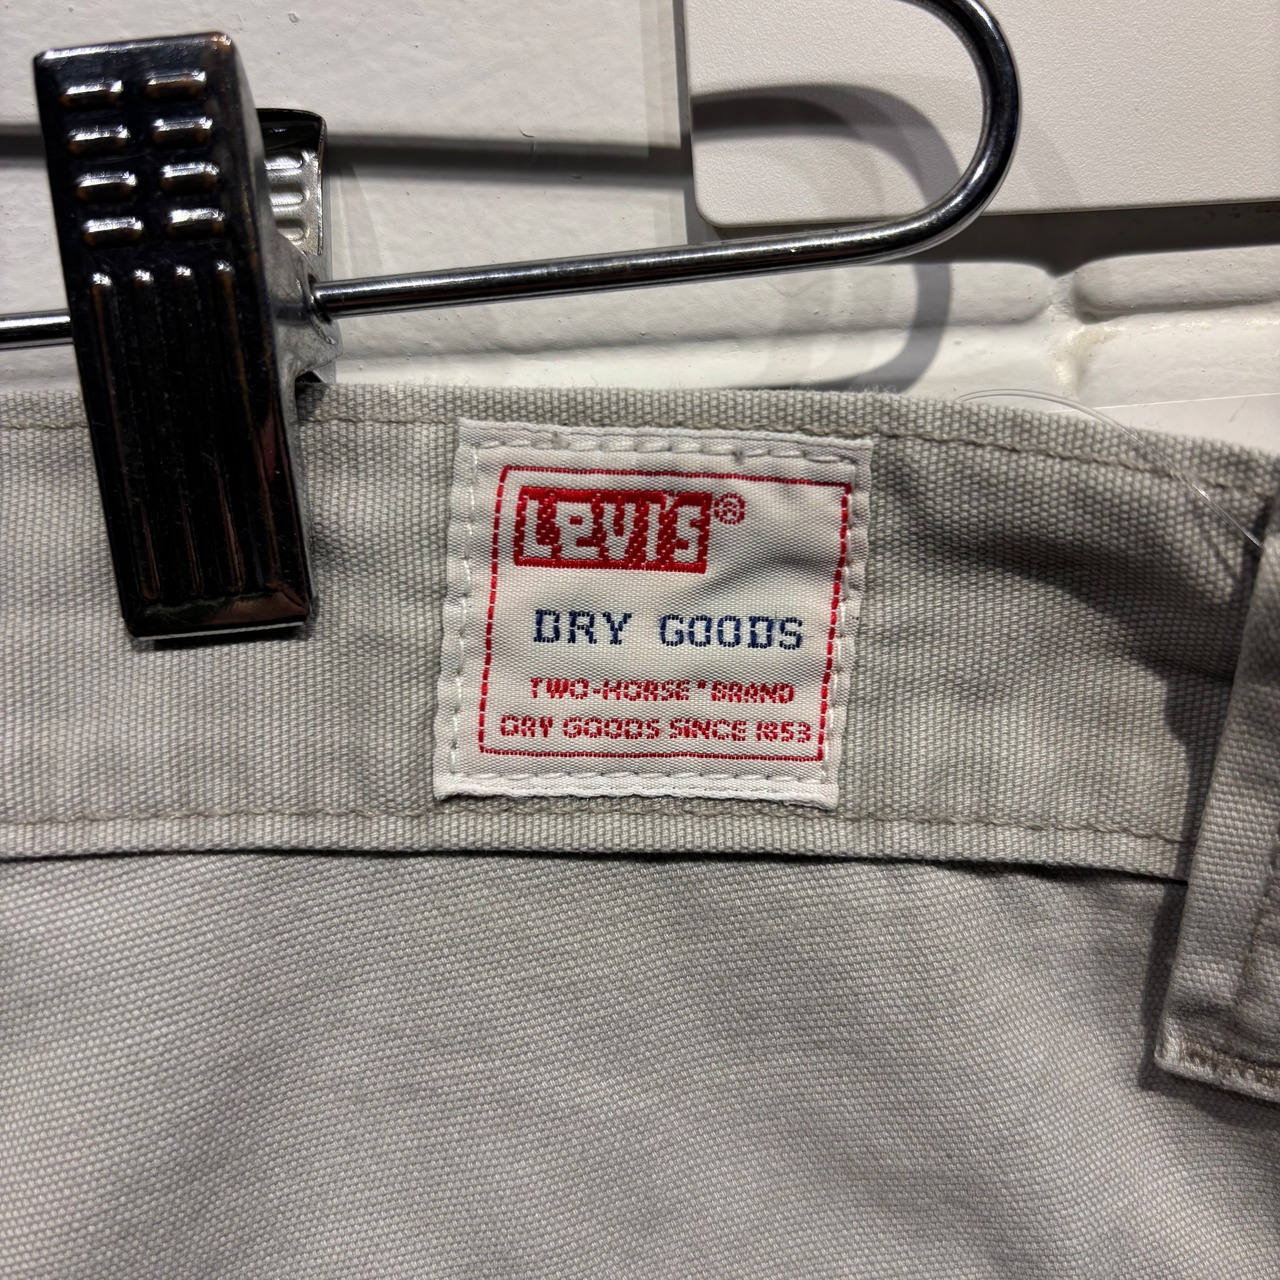 Levi's®
DRY GOODS
TWO-HORSE® BRAND
DRY GOODS SINCE 1853